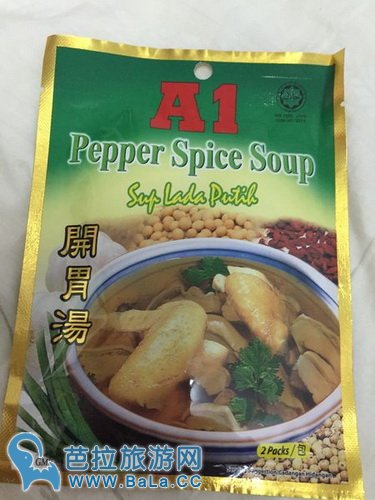 A1
Pepper Spice Soup
Sup Lada Putih
開
胃
湯
2 Packs / 包
GMP
芭拉旅游网
www.BaLa.CC